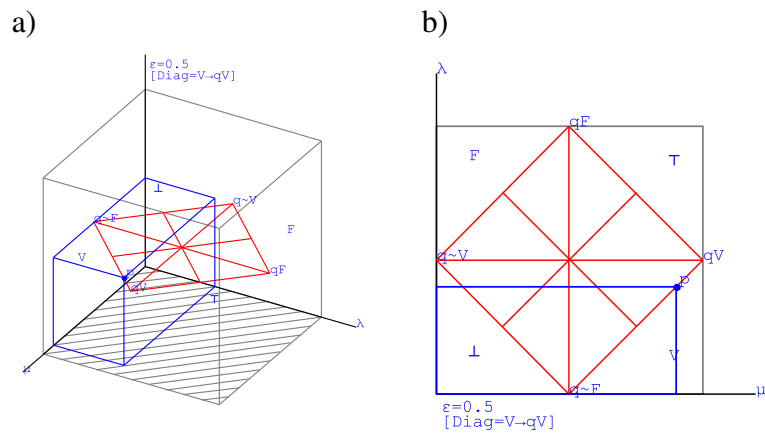 a)
b)
ε=0.5
[Diag=V→qV]
⊥
q~F
q~V
F
V
p
qV
qF
⊤
λ
μ
λ
qF
F
⊤
q~V
qV
p
⊥
V
q~F
μ
ε=0.5
[Diag=V→qV]